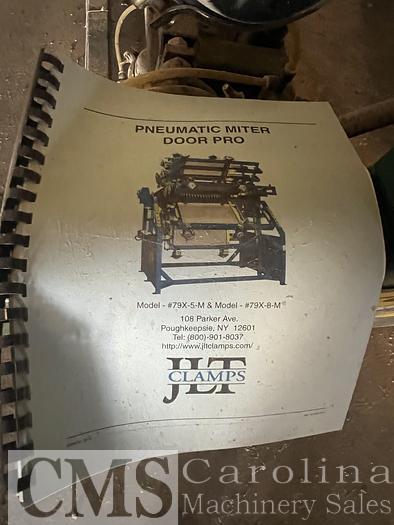 PNEUMATIC MITER
DOOR PRO
Model - #79X-5-M & Model - #79X-8-M
108 Parker Ave.
Poughkeepsie, NY 12601
Tel: (800)-901-8037
http://www.jltclamps.com/
JLT
CLAMPS
CMS Carolina
Machinery Sales